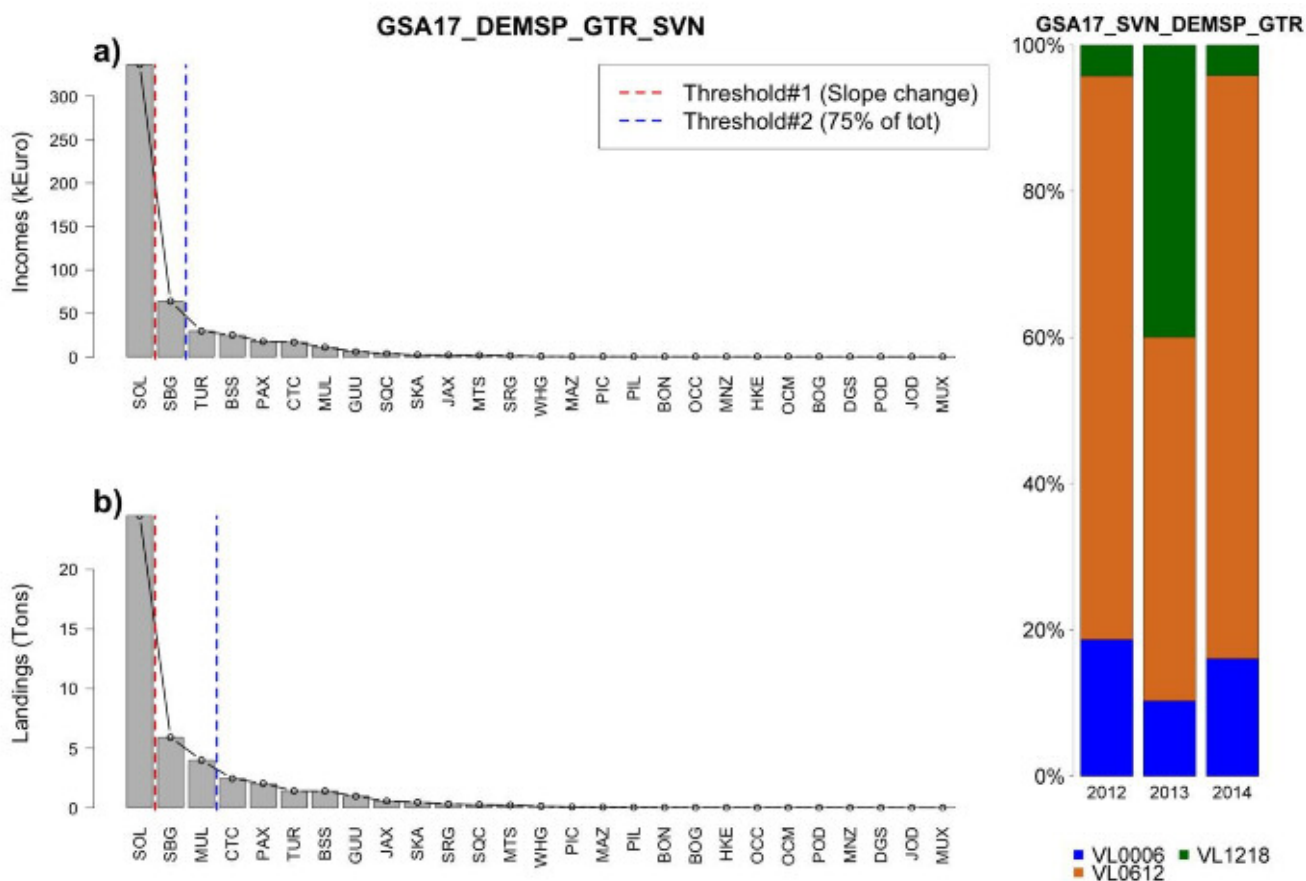 GSA17_DEMSP_GTR_SVN
a)
Threshold#1 (Slope change)
Threshold#2 (75% of tot)
Incomes (kEuro)
300
250
200
150
100
50
0
SOL SBG TUR BSS PAX CTC MUL GUU SQC SKA JAX MTS SRG WHG MAZ PIC PIL BON OCC MNZ HKE OCM BOG DGS POD JOD MUX
b)
Landings (Tons)
20
15
10
5
0
SOL SBG MUL CTC PAX TUR BSS GUU JAX SKA SRG SQC MTS WHG PIC MAZ PIL BON BOG HKE OCC OCM POD MNZ DGS JOD MUX
GSA17_SVN_DEMSP_GTR
100%
80%
60%
40%
20%
0%
2012 2013 2014
VL0006 VL1218
VL0612